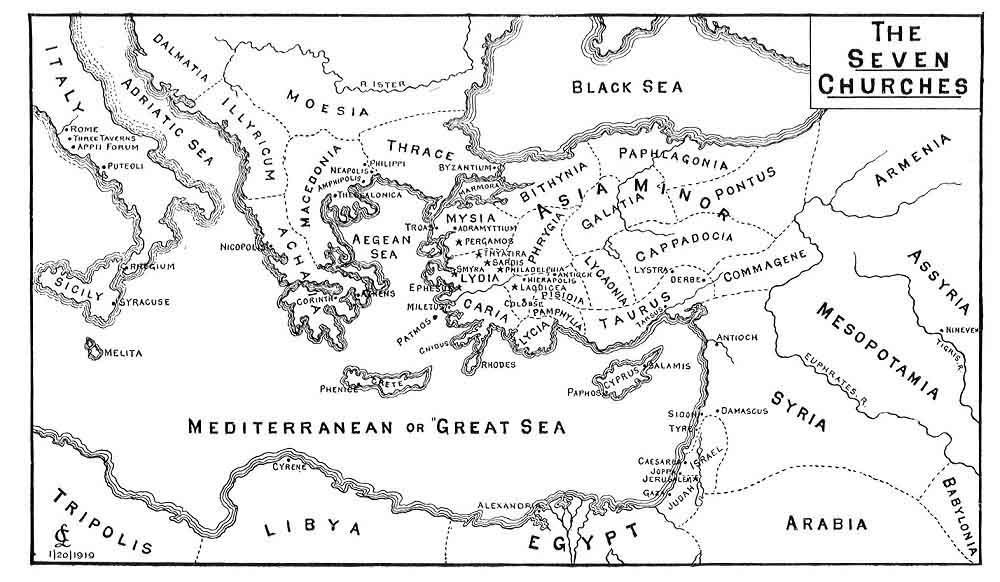 THE
SEVEN
CHURCHES
ITALY
DALMATIA
ADRIATIC SEA
ILLYRICUM
R. ISTER
MOESIA
BLACK SEA
ROME
THREE TAVERNS
APPII FORUM
PUTEOLI
MACEDONIA
THRACE
PHILIPPI
NEAPOLIS
AMPHIPOLIS
THESSALONICA
BYZANTIUM
MARMORA
BITHYNIA
PAPHLAGONIA
PONTUS
ARMENIA
ASIA MINOR
GALATIA
PHRYGIA
CAPPADOCIA
MYSIA
TROAS
ADRAMYTTIUM
PERGAMOS
THYATIRA
SARDIS
SMYRA
PHILADELPHIA
ANTIOCH
LYDIA
HIERAPOLIS
EPHESUS
LAODICEA
COLOSSE
PISIDIA
LYCAONIA
LYSTRA
DERBE
COMMAGENE
ASSYRIA
AEGEAN
SEA
NICOPOLIS
ACHAIA
CORINTH
ATHENS
MILETUS
CARIA
PAMPHYLIA
LYCIA
TAURUS
TARSUS
PATMOS
CNIDUS
RHODES
RHEGIUM
SICILY
SYRACUSE
MELITA
PHENICE
CRETE
CYPRUS
SALAMIS
PAPHOS
ANTIOCH
MESOPOTAMIA
NINEVEH
TIGRIS. R
EUPHRATES. R.
SYRIA
MEDITERRANEAN OR "GREAT SEA
SIDON
DAMASCUS
TYRE
CAESAREA
JOPPA
JERUSALEM
GAZA
ISRAEL
JUDAH
BABYLONIA
CYRENE
ALEXANDRIA
TRIPOLIS
LIBYA
EGYPT
ARABIA
1/20/1919